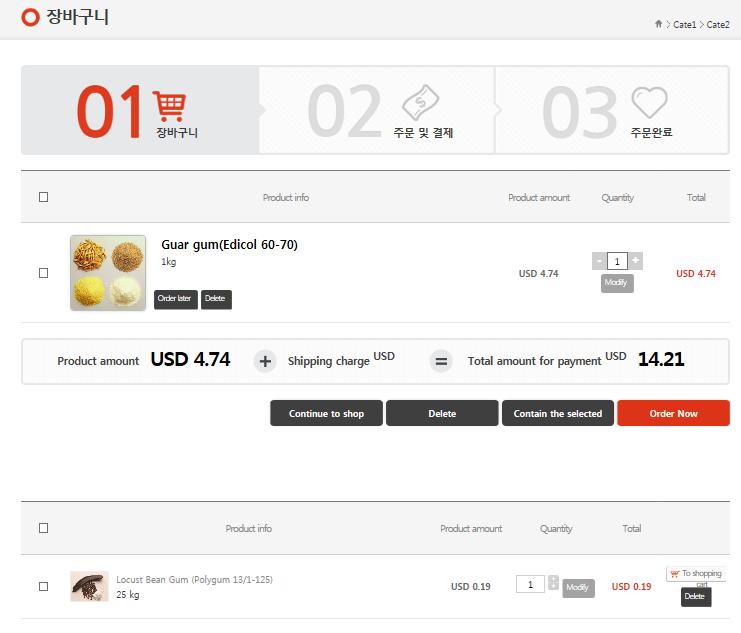 장바구니
Cate1 > Cate2
01 장바구니
02 주문 및 결제
03 주문완료
Product info Product amount Quantity Total
Guar gum(Edicol 60-70)
1kg
USD 4.74 - 1 + USD 4.74
Modify
Order later Delete
Product amount USD 4.74 + Shipping charge USD = Total amount for payment USD 14.21
Continue to shop Delete Contain the selected Order Now
Product info Product amount Quantity Total
Locust Bean Gum (Polygum 13/1-125)
25 kg
USD 0.19 1 + - Modify USD 0.19
To shopping
cart
Delete